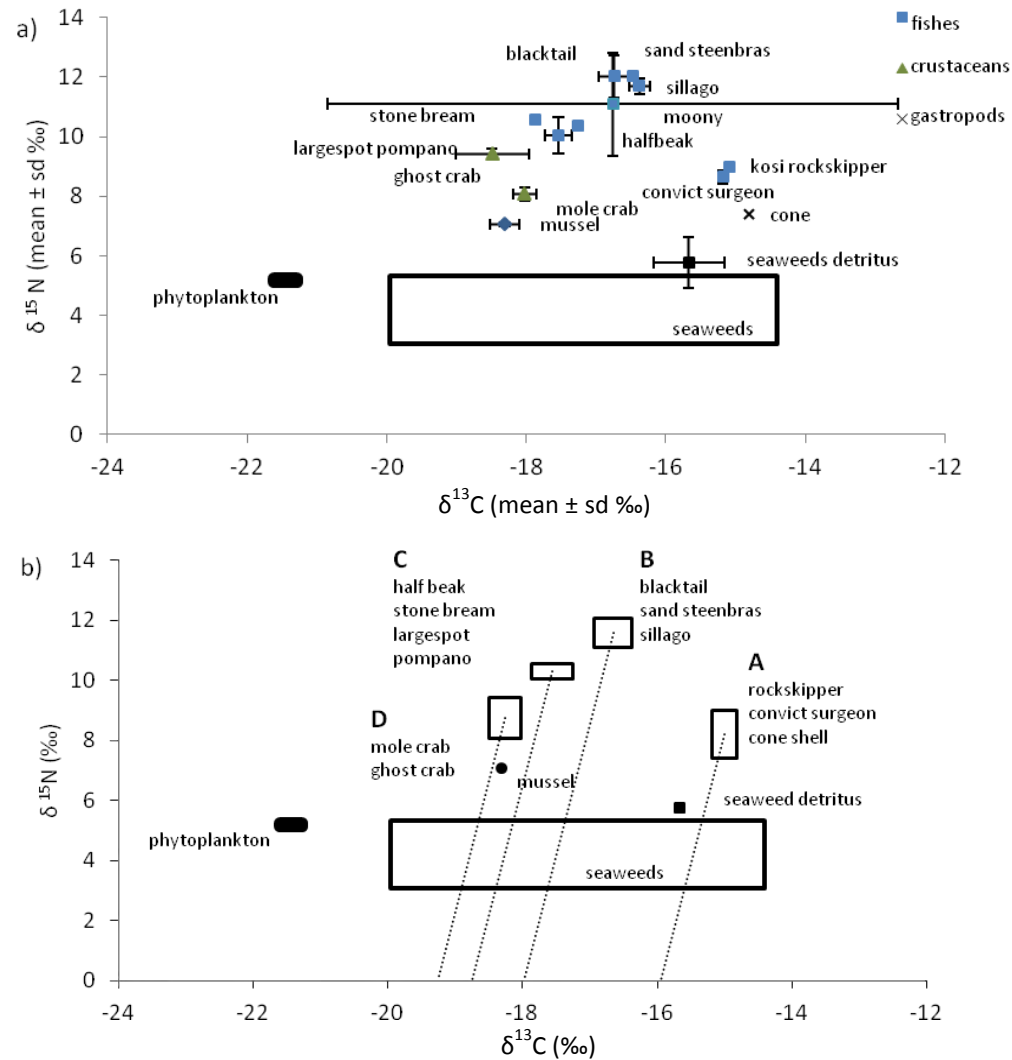 a)
14
12
10
8
6
4
2
0
δ 15 N (mean ± sd ‰)
fishes
crustaceans
gastropods
blacktail
sand steenbras
sillago
moony
halfbeak
stone bream
largespot pompano
ghost crab
kosi rockskipper
convict surgeon
mole crab
cone
mussel
seaweeds detritus
phytoplankton
seaweeds
-24 -22 -20 -18 -16 -14 -12
δ13C (mean ± sd ‰)
b)
14
12
10
8
6
4
2
0
δ 15N (‰)
C
half beak
stone bream
largespot
pompano
B
blacktail
sand steenbras
sillago
A
rockskipper
convict surgeon
cone shell
D
mole crab
ghost crab
mussel
seaweed detritus
phytoplankton
seaweeds
-24 -22 -20 -18 -16 -14 -12
δ13C (‰)